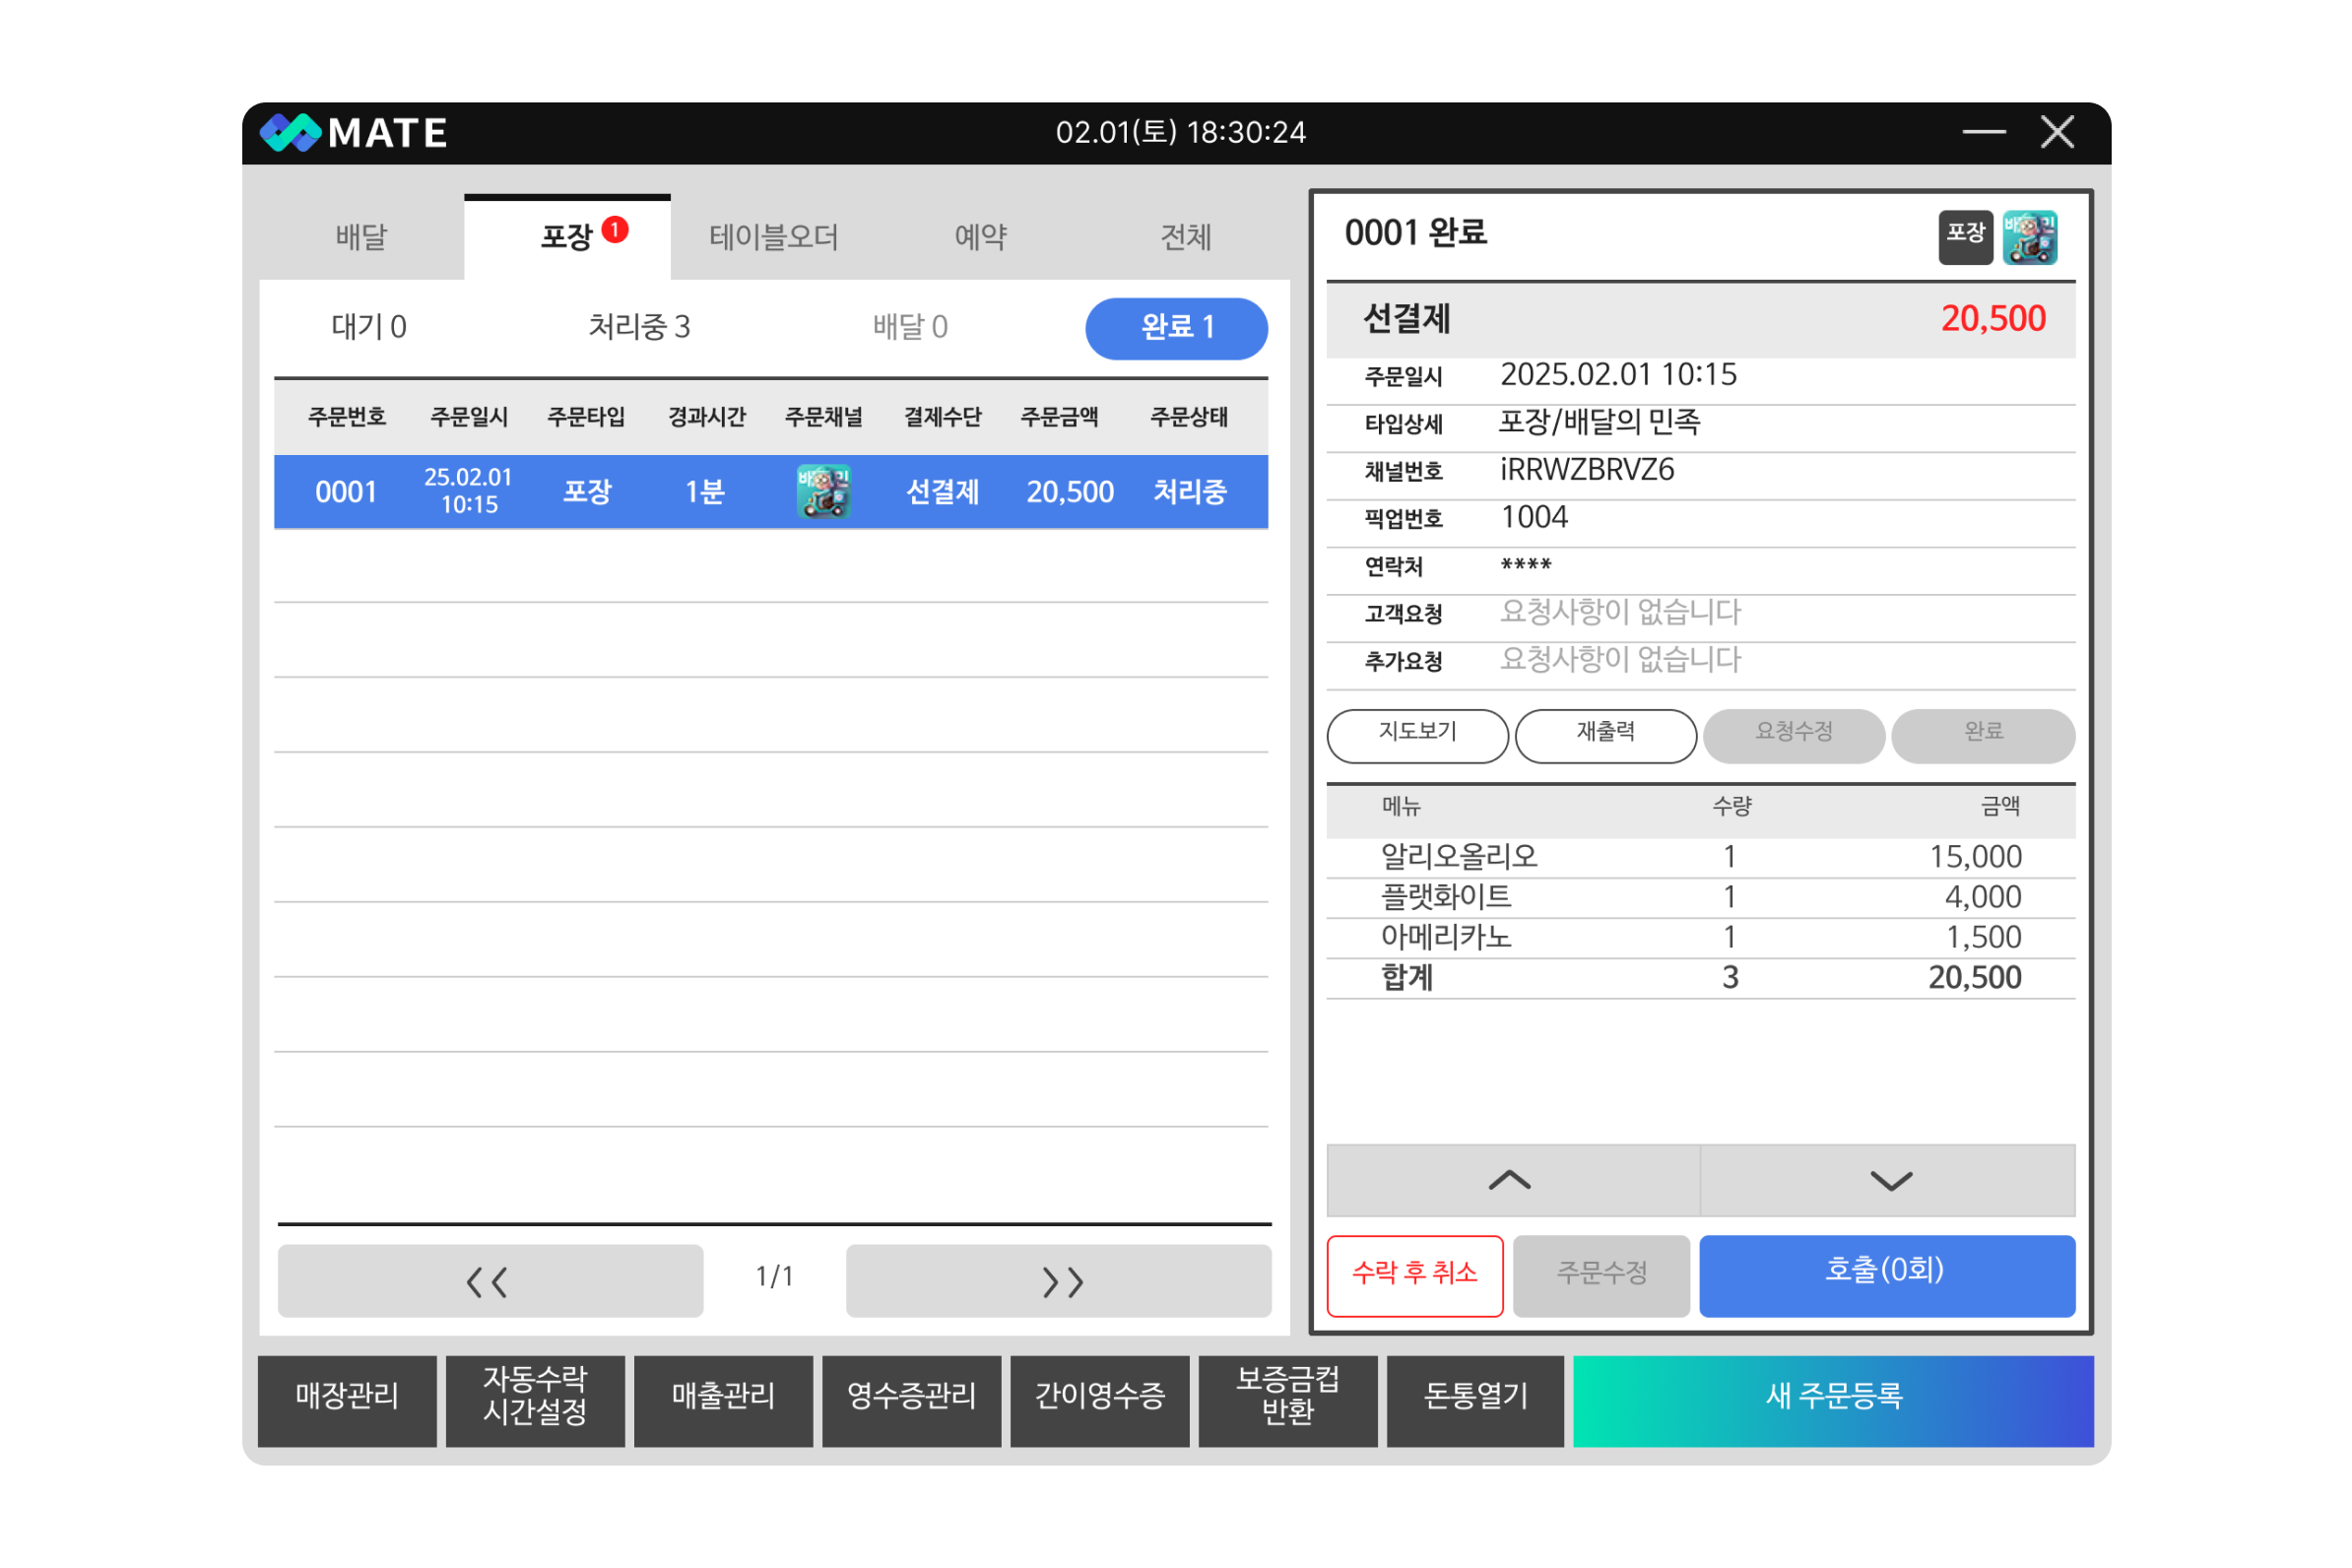 MATE
02.01(토) 18:30:24
배달 포장 1 테이블오더 예약 전체
대기 0 처리중 3 배달 0 완료 1
주문번호 주문일시 주문타입 경과시간 주문채널 결제수단 주문금액 주문상태
0001 25.02.01 포장 1분 배민 선결제 20,500 처리중
10:15
1/1
0001 완료 포장 배민
선결제 20,500
주문일시 2025.02.01 10:15
타입상세 포장/배달의 민족
채널번호 iRRWZBRVZ6
픽업번호 1004
연락처 ****
고객요청 요청사항이 없습니다
추가요청 요청사항이 없습니다
지도보기 재출력 요청수정 완료
메뉴 수량 금액
알리오올리오 1 15,000
플랫화이트 1 4,000
아메리카노 1 1,500
합계 3 20,500
수락 후 취소 주문수정 호출(0회)
매장관리
자동수락
시간설정
매출관리
영수증관리
간이영수증
보증금컵
반환
돈통열기
새 주문등록